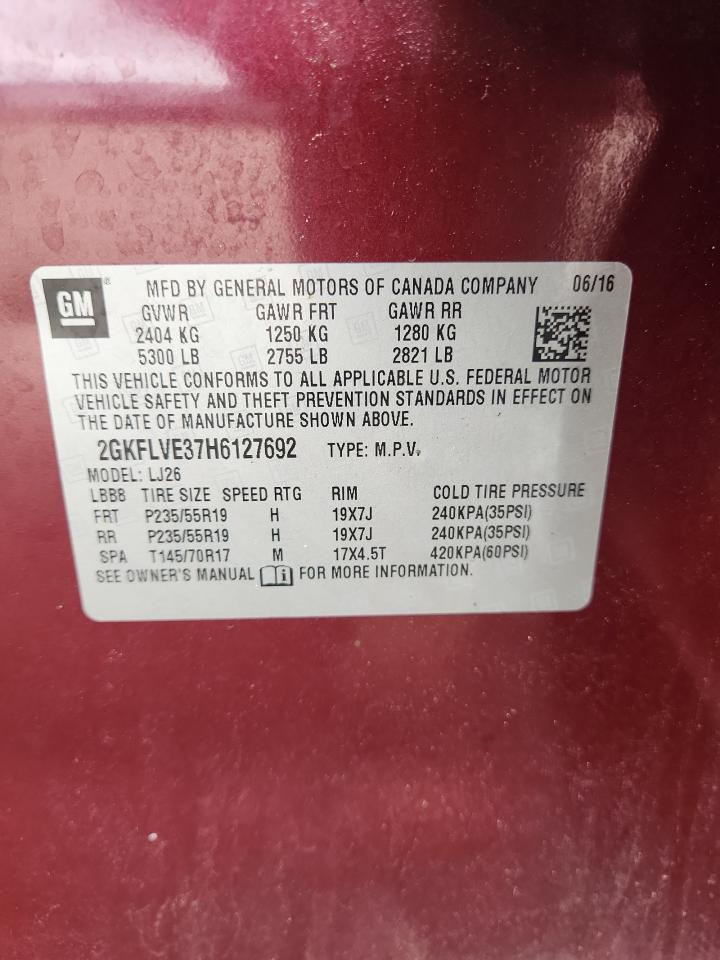 GM ®
MFD BY GENERAL MOTORS OF CANADA COMPANY 06/16
GVWR GAWR FRT GAWR RR
2404 KG 1250 KG 1280 KG
5300 LB 2755 LB 2821 LB
THIS VEHICLE CONFORMS TO ALL APPLICABLE U.S. FEDERAL MOTOR
VEHICLE SAFETY AND THEFT PREVENTION STANDARDS IN EFFECT ON
THE DATE OF MANUFACTURE SHOWN ABOVE.
2GKFLVE37H6127692 TYPE: M.P.V.
MODEL: LJ26
LBB8 TIRE SIZE SPEED RTG RIM COLD TIRE PRESSURE
FRT P235/55R19 H 19X7J 240KPA(35PSI)
RR P235/55R19 H 19X7J 240KPA(35PSI)
SPA T145/70R17 M 17X4.5T 420KPA(60PSI)
SEE OWNER'S MANUAL i FOR MORE INFORMATION.